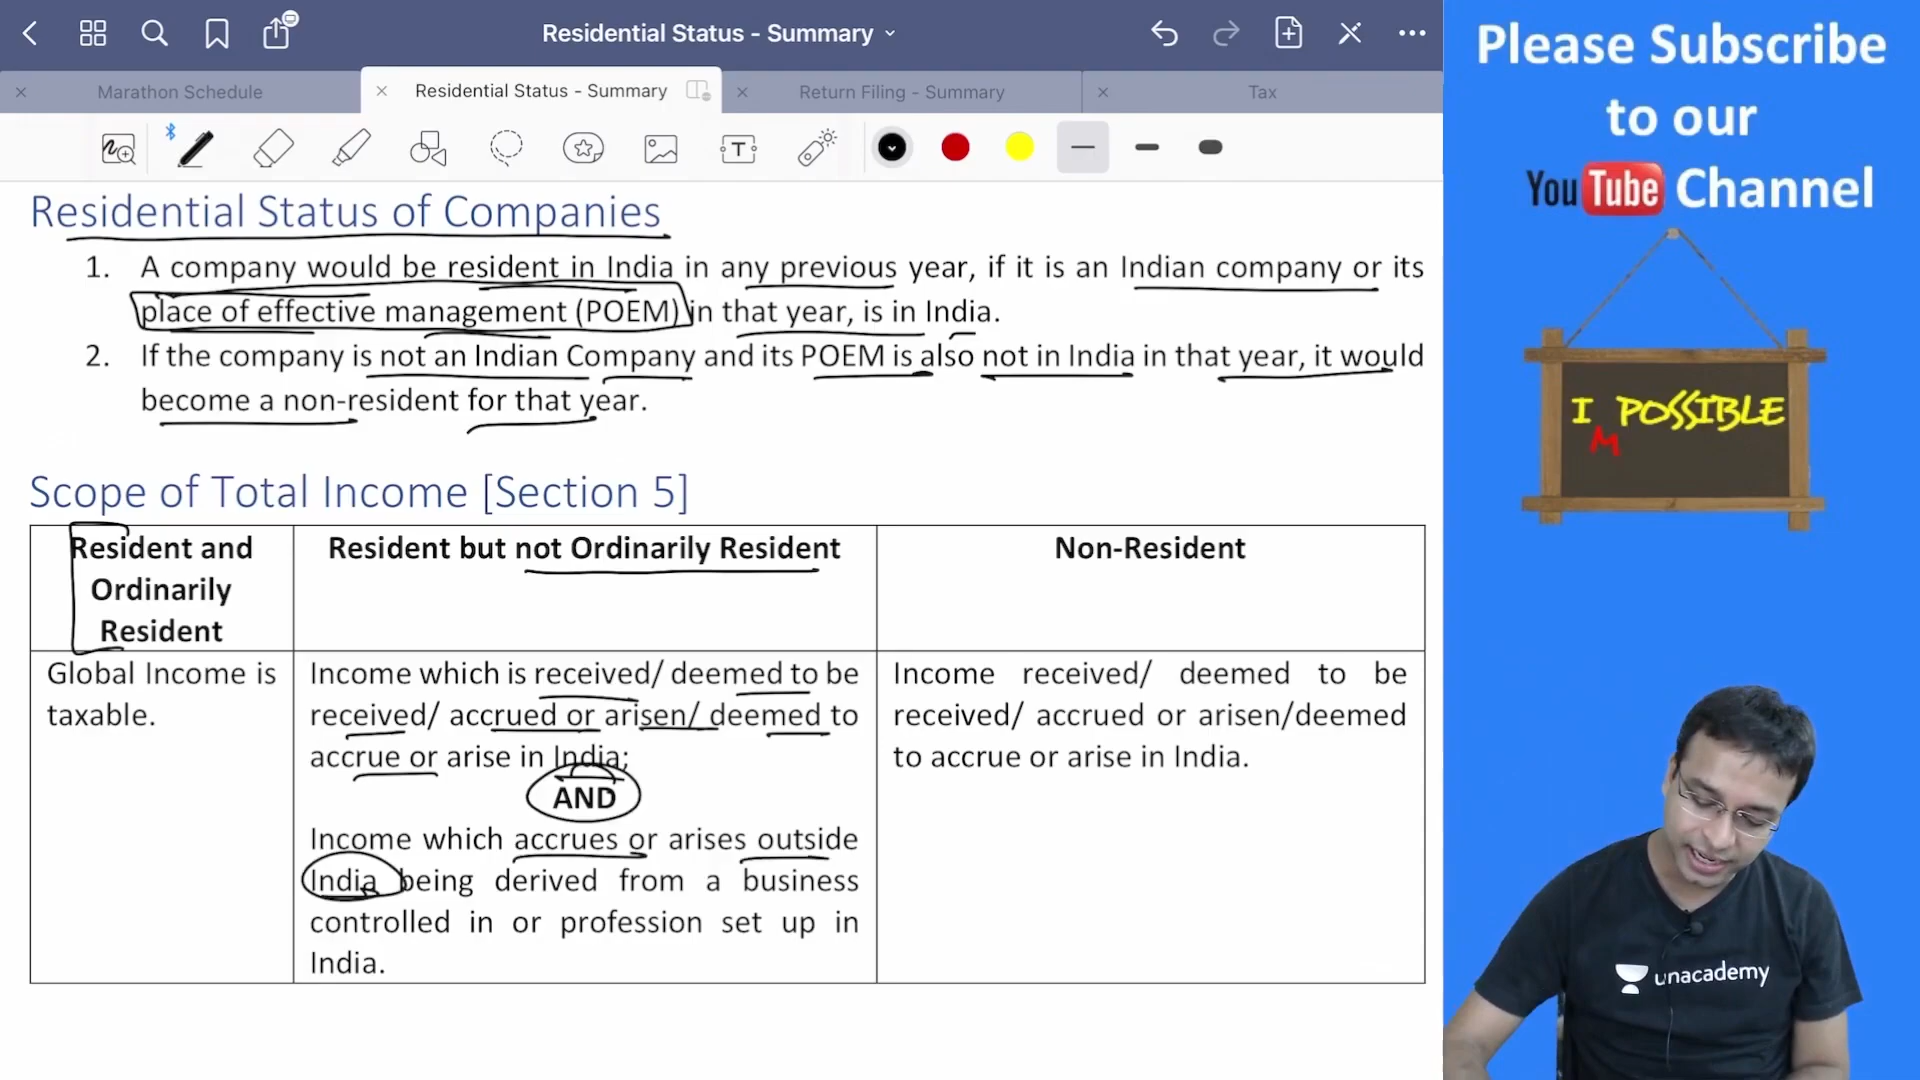 Residential Status - Summary
Marathon Schedule
Residential Status - Summary
Return Filing - Summary
Tax
Residential Status of Companies
1. A company would be resident in India in any previous year, if it is an Indian company or its
place of effective management (POEM) in that year, is in India.
2. If the company is not an Indian Company and its POEM is also not in India in that year, it would
become a non-resident for that year.
Scope of Total Income [Section 5]
Resident and
Ordinarily
Resident
Resident but not Ordinarily Resident
Non-Resident
Global Income is
taxable.
Income which is received/ deemed to be
received/ accrued or arisen/ deemed to
accrue or arise in India;
AND
Income which accrues or arises outside
India being derived from a business
controlled in or profession set up in
India.
Income received/ deemed to be
received/ accrued or arisen/deemed
to accrue or arise in India.
Please Subscribe
to our
YouTube Channel
I POSSIBLE
M
unacademy